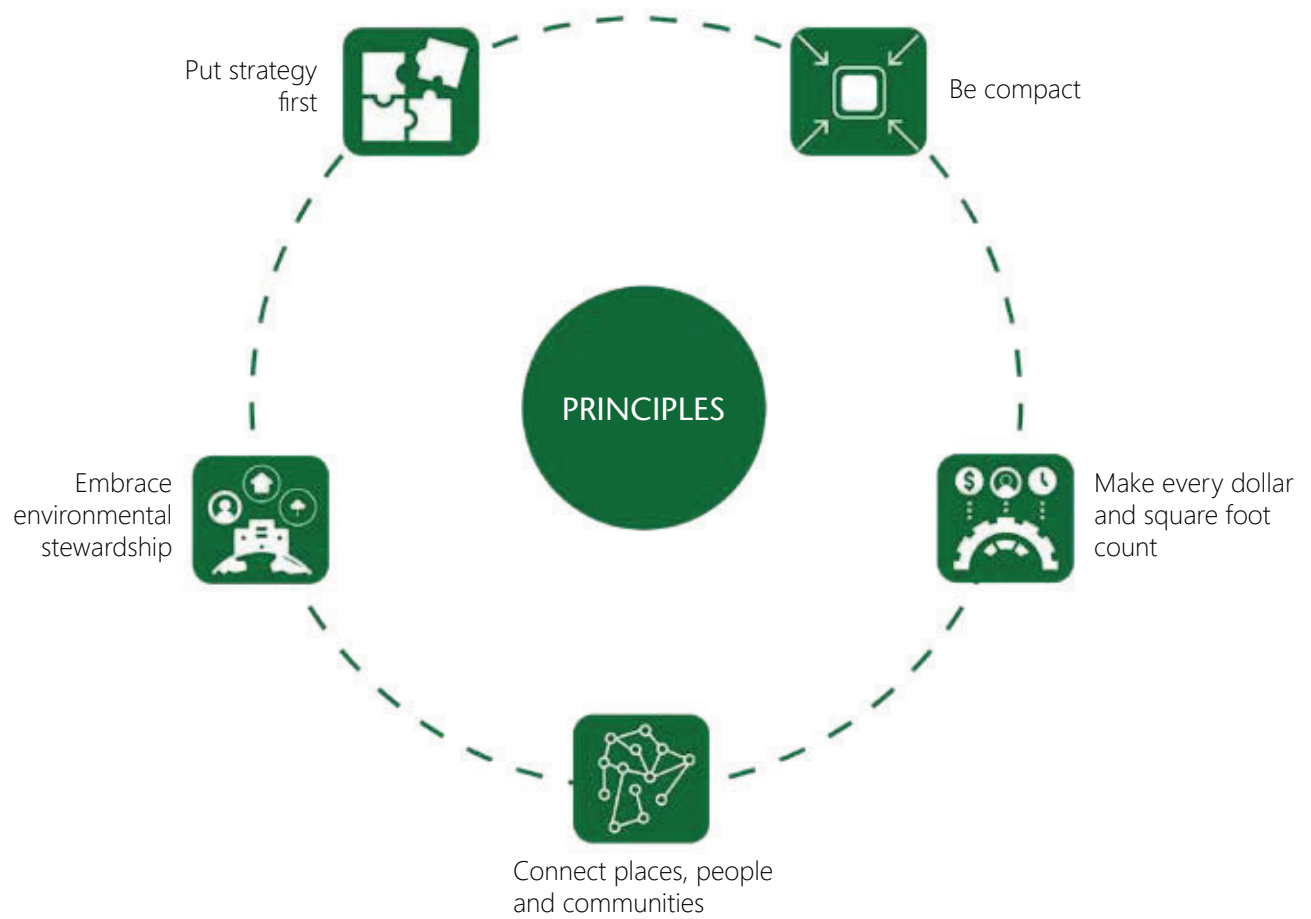 Put strategy
first
Be compact
PRINCIPLES
Embrace
environmental
stewardship
$
Make every dollar
and square foot
count
Connect places, people
and communities